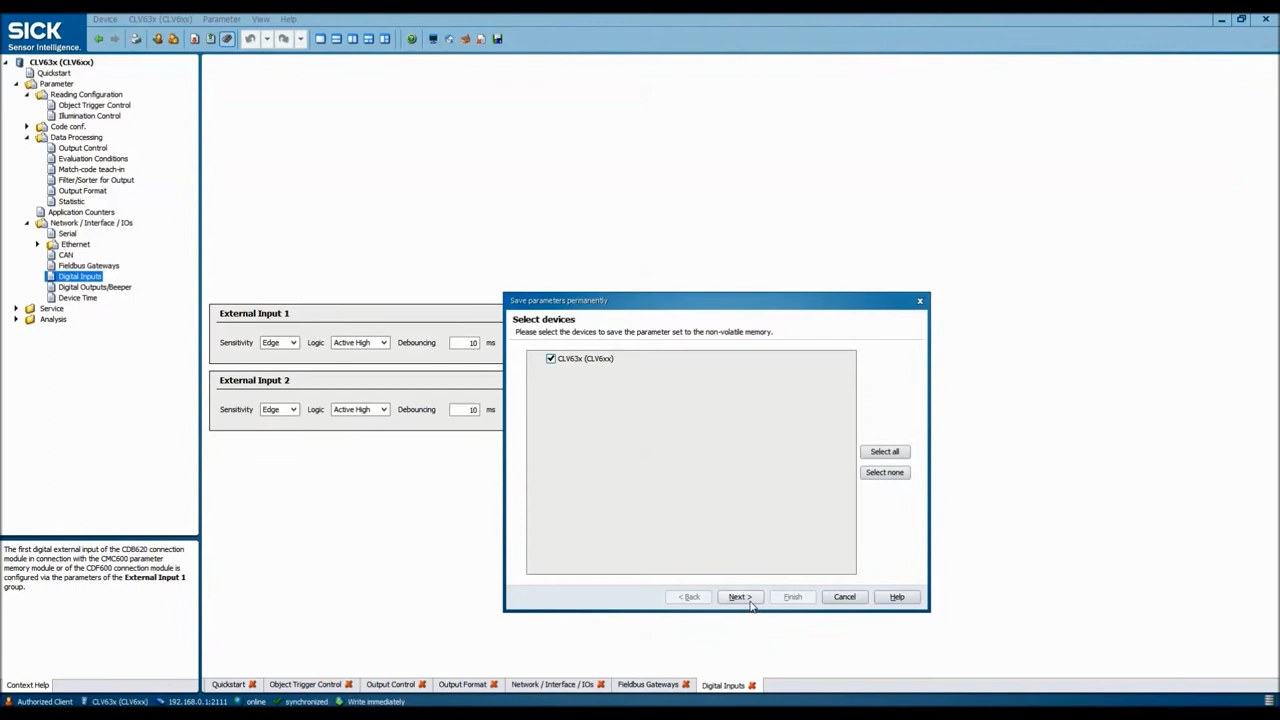 SICK
Sensor Intelligence.
Device CLV63x (CLV6xx) Parameter View Help
CLV63x (CLV6xx)
Quickstart
Parameter
Reading Configuration
Object Trigger Control
Illumination Control
Code conf.
Data Processing
Output Control
Evaluation Conditions
Match-code teach-in
Filter/Sorter for Output
Output Format
Statistic
Application Counters
Network / Interface / IOs
Serial
Ethernet
CAN
Fieldbus Gateways
Digital Inputs
Digital Outputs/Beeper
Device Time
Service
Analysis
External Input 1
Sensitivity Edge Logic Active High Debouncing 10 ms
External Input 2
Sensitivity Edge Logic Active High Debouncing 10 ms
Save parameters permanently
Select devices
Please select the devices to save the parameter set to the non-volatile memory.
CLV63x (CLV6xx)
Select all
Select none
< Back Next > Finish Cancel Help
The first digital external input of the CDB620 connection
module in connection with the CMC600 parameter
memory module or of the CDF600 connection module is
configured via the parameters of the External Input 1
group.
Context Help
Quickstart Object Trigger Control Output Control Output Format Network / Interface / IOs Fieldbus Gateways Digital Inputs
Authorized Client CLV63x (CLV6xx) 192.168.0.1:2111 online synchronized Write immediately